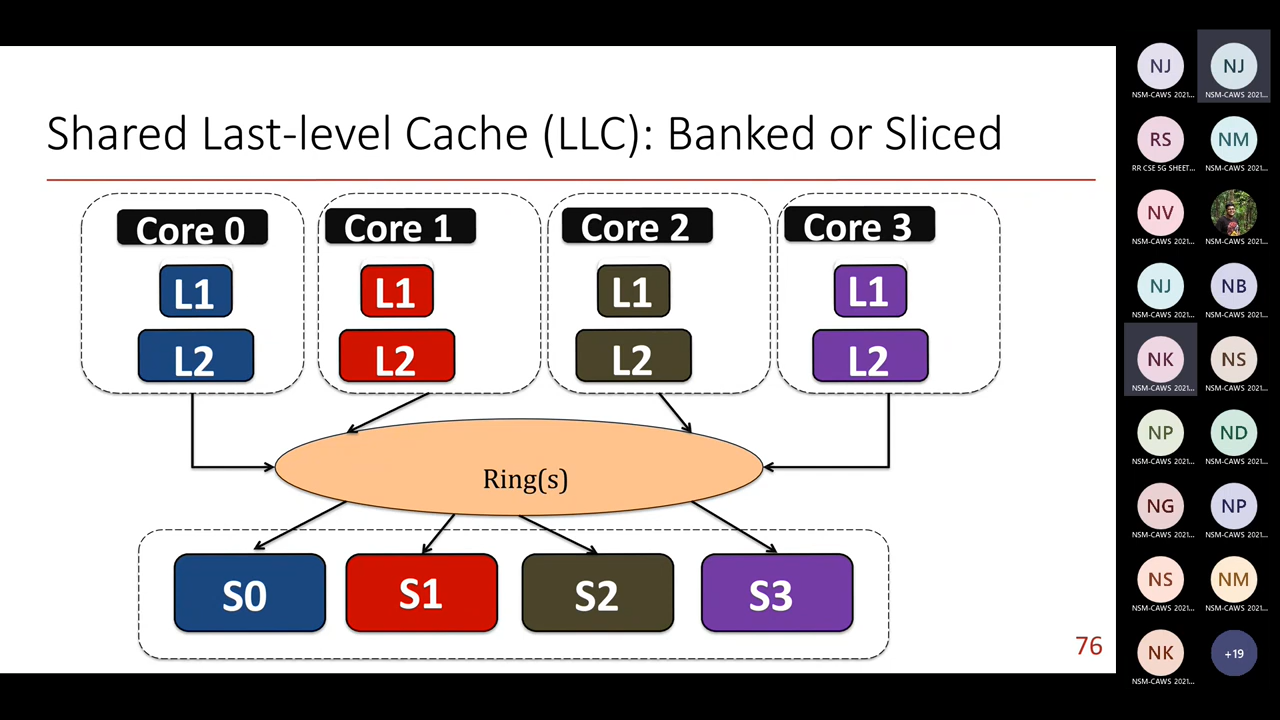 Shared Last-level Cache (LLC): Banked or Sliced
Core 0
Core 1
Core 2
Core 3
L1
L1
L1
L1
L2
L2
L2
L2
Ring(s)
S0
S1
S2
S3
76
NJ
NSM-CAWS 2021...
NJ
NSM-CAWS 2021...
RS
RR CSE 5G SHEET...
NM
NSM-CAWS 2021...
NV
NSM-CAWS 2021...
NSM-CAWS 2021...
NJ
NSM-CAWS 2021...
NB
NSM-CAWS 2021...
NK
NSM-CAWS 2021...
NS
NSM-CAWS 2021...
NP
NSM-CAWS 2021...
ND
NSM-CAWS 2021...
NG
NSM-CAWS 2021...
NP
NSM-CAWS 2021...
NS
NSM-CAWS 2021...
NM
NSM-CAWS 2021...
NK
NSM-CAWS 2021...
+19